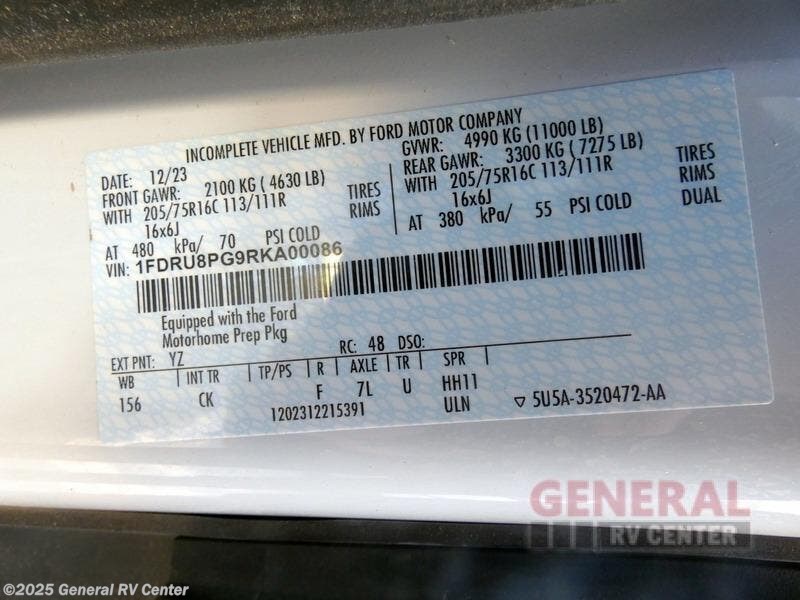 INCOMPLETE VEHICLE MFD. BY FORD MOTOR COMPANY
DATE: 12/23 GVWR: 4990 KG (11000 LB)
FRONT GAWR: 2100 KG ( 4630 LB) REAR GAWR: 3300 KG ( 7275 LB)
WITH 205/75R16C 113/111R TIRES WITH 205/75R16C 113/111R TIRES
16x6J RIMS 16x6J RIMS
AT 480 kPa/ 70 PSI COLD AT 380 kPa/ 55 PSI COLD DUAL
VIN: 1FDRU8PG9RKA00086
Equipped with the Ford
Motorhome Prep Pkg
EXT PNT: YZ RC: 48 DSO:
WB INT TR TP/PS R AXLE TR SPR
156 CK F 7L U HH11
1202312215391 ULN ▽ 5U5A-3520472-AA
GENERAL
RV CENTER
©2025 General RV Center